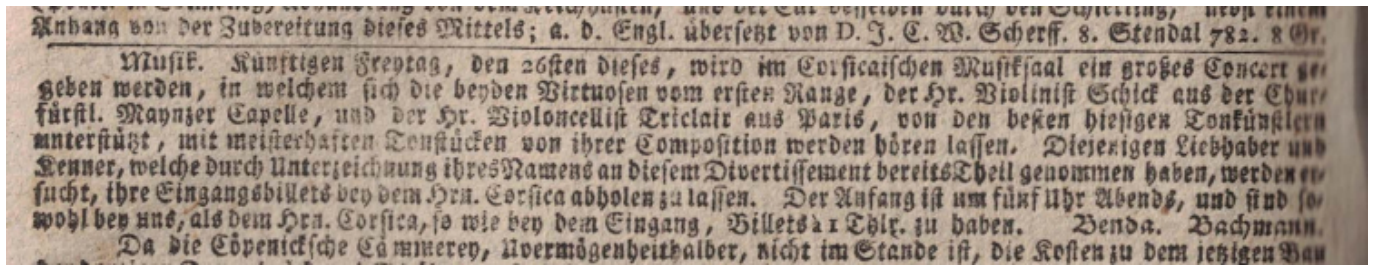 Anhang von der Zubereitung dieses Mittels; a. d. Engl. übersetzt von D. J. C. W. Scherff. 8. Stendal 782. 8 Gr.
Musik. Künftigen Freytag, den 26sten dieses, wird im Corsicaischen Musiksaal ein großes Concert ge-
geben werden, in welchem sich die beyden Virtuosen vom ersten Range, der Hr. Violinist Schick aus der Chur-
fürstl. Maynzer Capelle, und der Hr. Violoncellist Triclair aus Paris, von den besten hiesigen Tonkünstlern
unterstützt, mit meisterhaften Tonstücken von ihrer Composition werden hören lassen. Diejenigen Liebhaber und
Kenner, welche durch Unterzeichnung ihres Namens an diesem Divertissement bereits Theil genommen haben, werden er-
sucht, ihre Eingangsbillets bey dem Hrn. Corsica abholen zu lassen. Der Anfang ist um fünf Uhr Abends, und sind so-
wohl bey uns, als dem Hrn. Corsica, so wie bey dem Eingang, Billets à 1 Thlr. zu haben. Benda. Bachmann.
Da die Cöpenicksche Cämmerey, Unvermögenheithalber, nicht im Stande ist, die Kosten zu dem jetzigen Bau